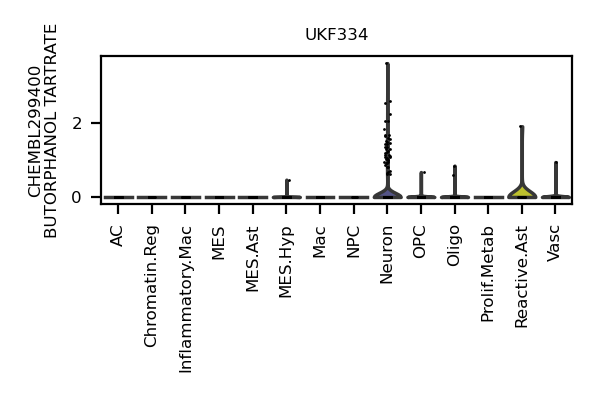 UKF334
CHEMBL299400
BUTORPHANOL TARTRATE
2
0
AC
Chromatin.Reg
Inflammatory.Mac
MES
MES.Ast
MES.Hyp
Mac
NPC
Neuron
OPC
Oligo
Prolif.Metab
Reactive.Ast
Vasc